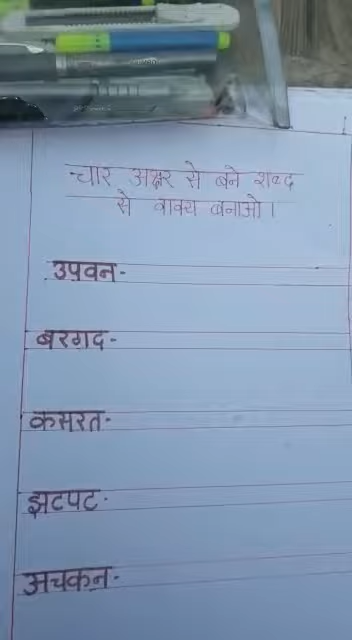 चार अक्षर से बने शब्द
से वाक्य बनाओ।
उपवन-
बरगद-
कसरत-
झटपट-
अचकन-